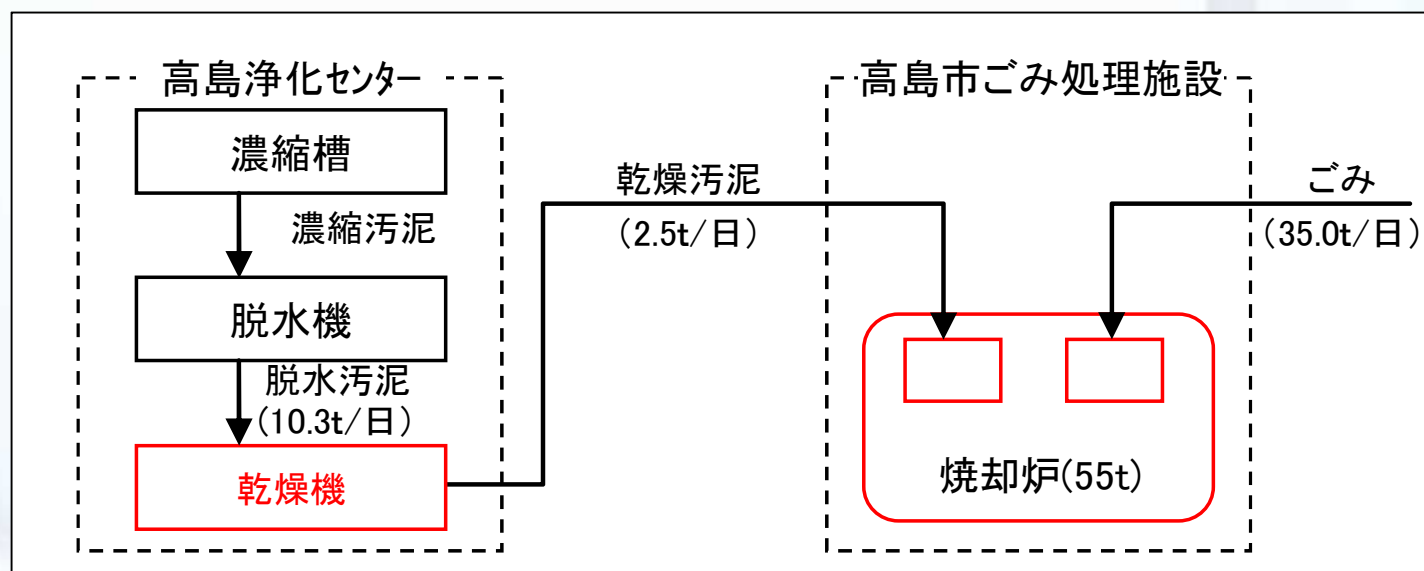 高島浄化センター
濃縮槽
濃縮汚泥
脱水機
脱水汚泥
(10.3t/日)
乾燥機
乾燥汚泥
(2.5t/日)
高島市ごみ処理施設
ごみ
(35.0t/日)
焼却炉(55t)